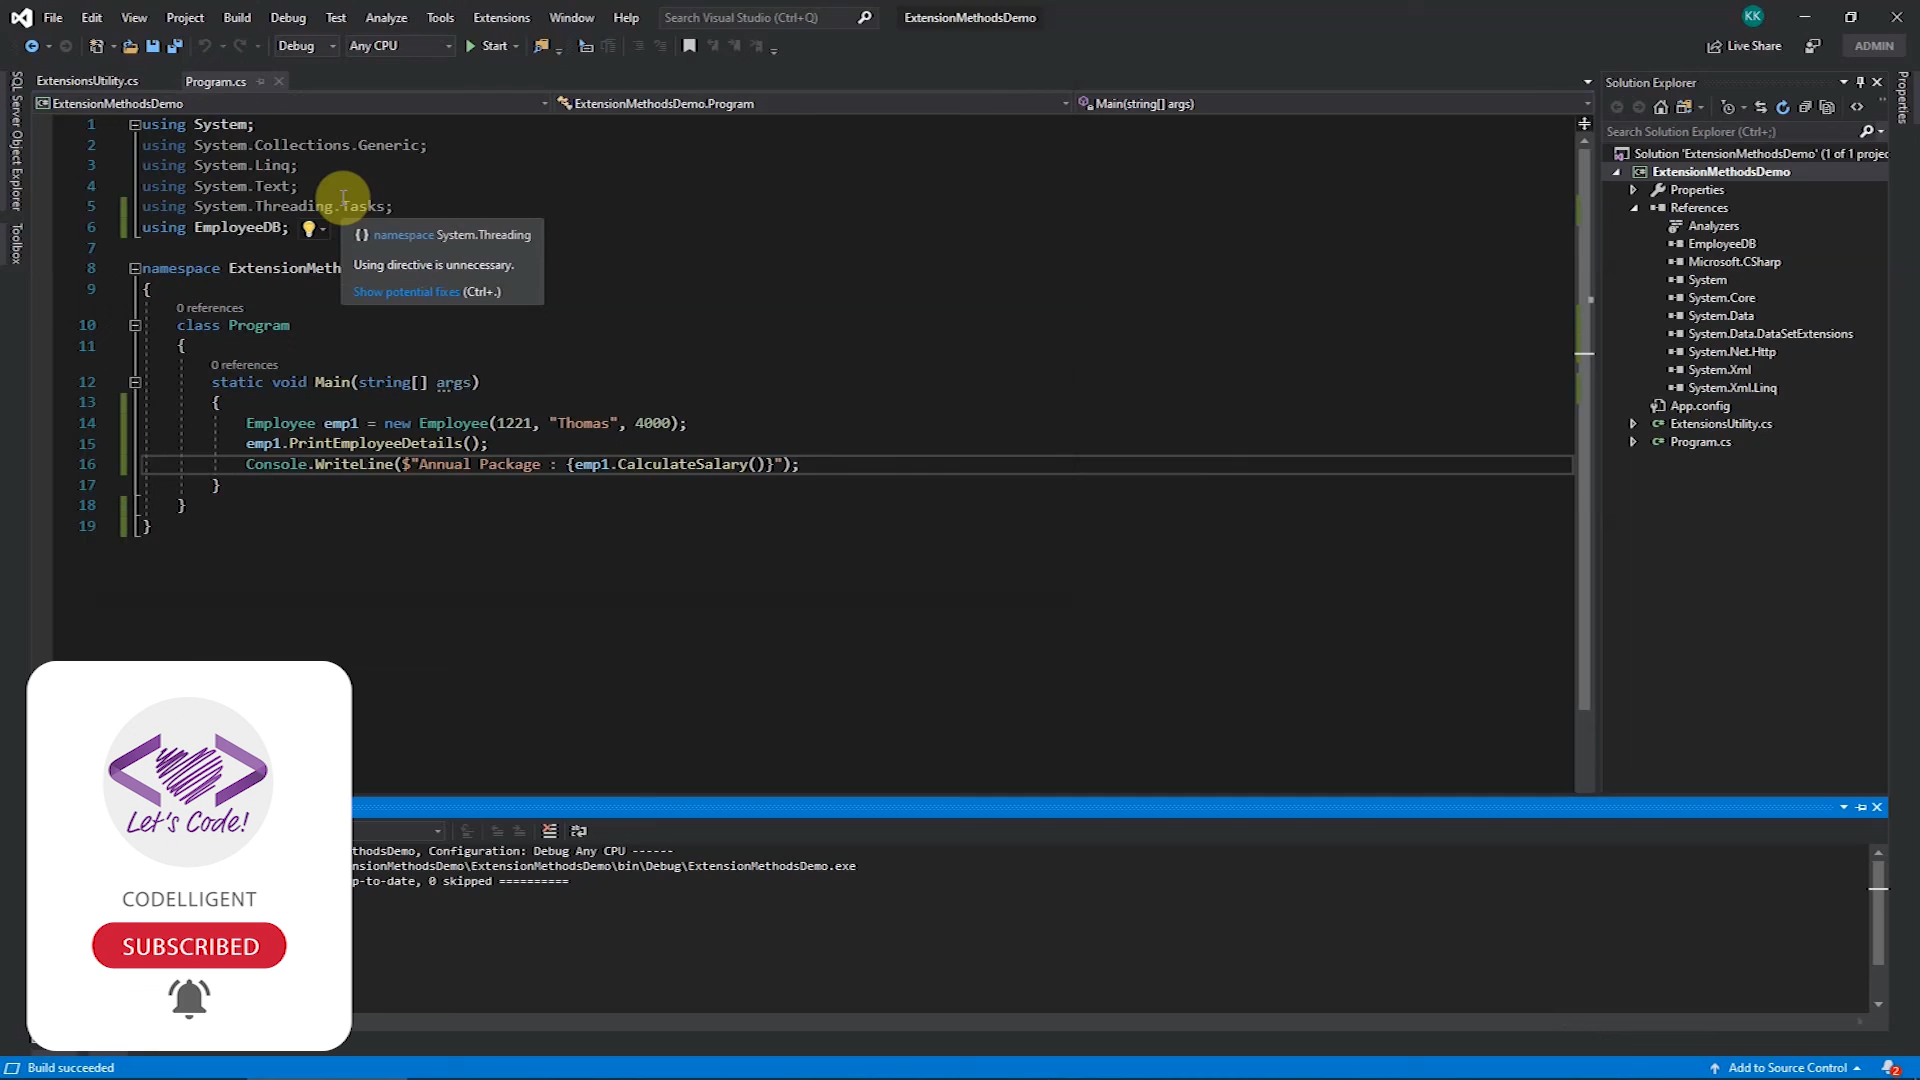 File Edit View Project Build Debug Test Analyze Tools Extensions Window Help Search Visual Studio (Ctrl+Q) ExtensionMethodsDemo KK
Debug Any CPU Start Live Share ADMIN
ExtensionsUtility.cs Program.cs
ExtensionMethodsDemo ExtensionMethodsDemo.Program Main(string[] args)
SQL Server Object Explorer
Toolbox
1 using System;
2 using System.Collections.Generic;
3 using System.Linq;
4 using System.Text;
5 using System.Threading.Tasks;
6 using EmployeeDB;
7
8 namespace ExtensionMeth
9 {
0 references
10 class Program
11 {
0 references
12 static void Main(string[] args)
13 {
14 Employee emp1 = new Employee(1221, "Thomas", 4000);
15 emp1.PrintEmployeeDetails();
16 Console.WriteLine($"Annual Package : {emp1.CalculateSalary()}");
17 }
18 }
19 }
{} namespace System.Threading
Using directive is unnecessary.
Show potential fixes (Ctrl+.)
Solution Explorer
Search Solution Explorer (Ctrl+;)
Solution 'ExtensionMethodsDemo' (1 of 1 projec
ExtensionMethodsDemo
Properties
References
Analyzers
EmployeeDB
Microsoft.CSharp
System
System.Core
System.Data
System.Data.DataSetExtensions
System.Net.Http
System.Xml
System.Xml.Linq
App.config
ExtensionsUtility.cs
Program.cs
Properties
thodsDemo, Configuration: Debug Any CPU ------
nsionMethodsDemo\ExtensionMethodsDemo\bin\Debug\ExtensionMethodsDemo.exe
p-to-date, 0 skipped ==========
Let's Code!
CODELLIGENT
SUBSCRIBED
Build succeeded Add to Source Control 2